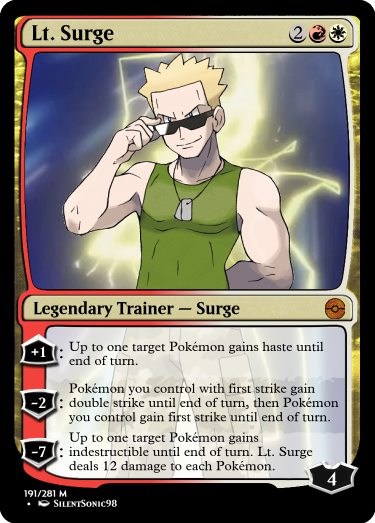 Lt. Surge 2
Legendary Trainer — Surge
+1: Up to one target Pokémon gains haste until
end of turn.
-2: Pokémon you control with first strike gain
double strike until end of turn, then Pokémon
you control gain first strike until end of turn.
-7: Up to one target Pokémon gains
indestructible until end of turn. Lt. Surge
deals 12 damage to each Pokémon.
4
191/281 M
• SilentSonic98